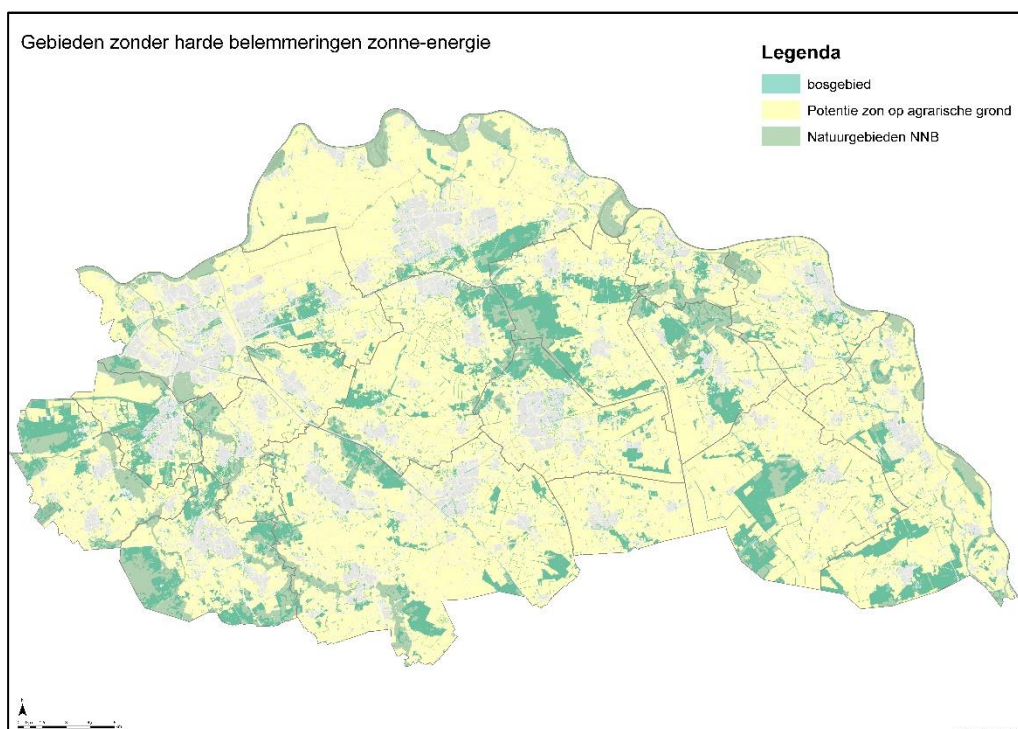 Gebieden zonder harde belemmeringen zonne-energie
Legenda
bosgebied
Potentie zon op agrarische grond
Natuurgebieden NNB